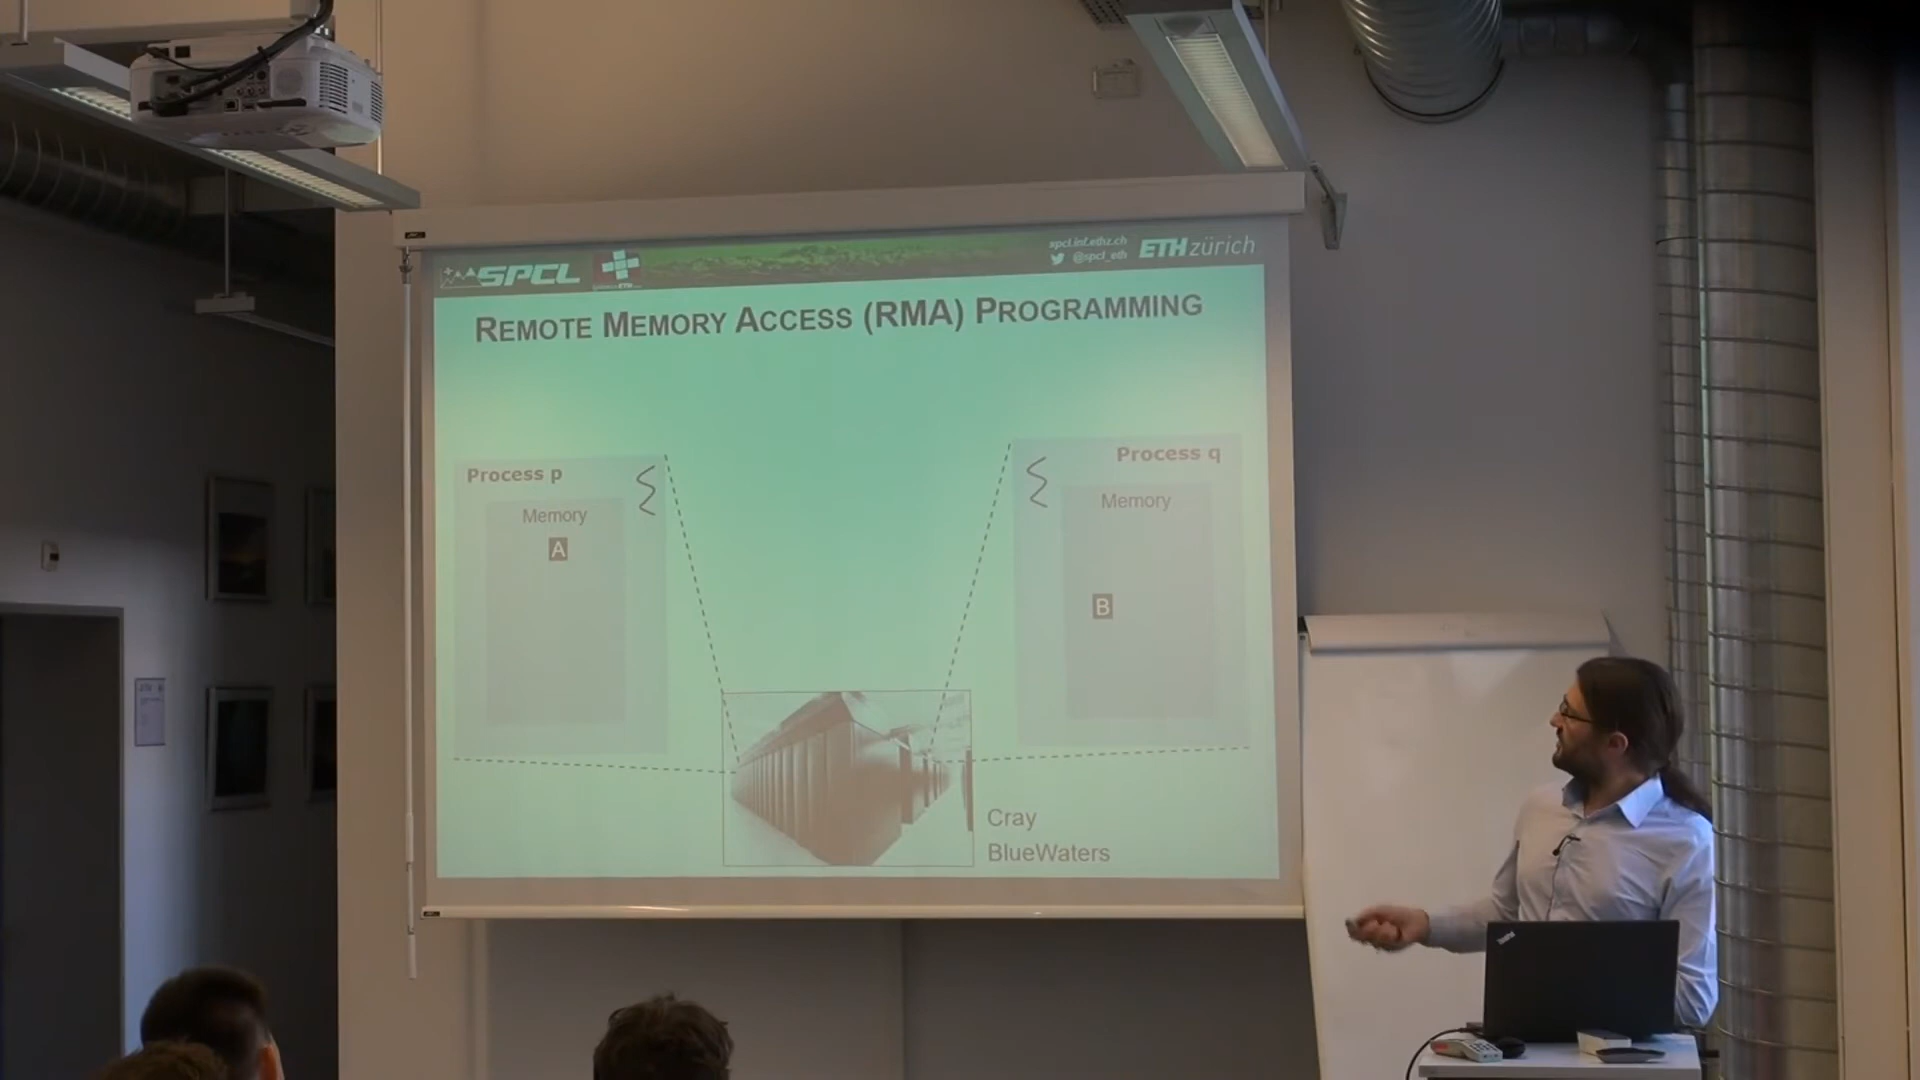 SPCL
spcl.inf.ethz.ch
@spcl_eth
ETH zürich
REMOTE MEMORY ACCESS (RMA) PROGRAMMING
Process p
Memory
A
Process q
Memory
B
Cray
BlueWaters